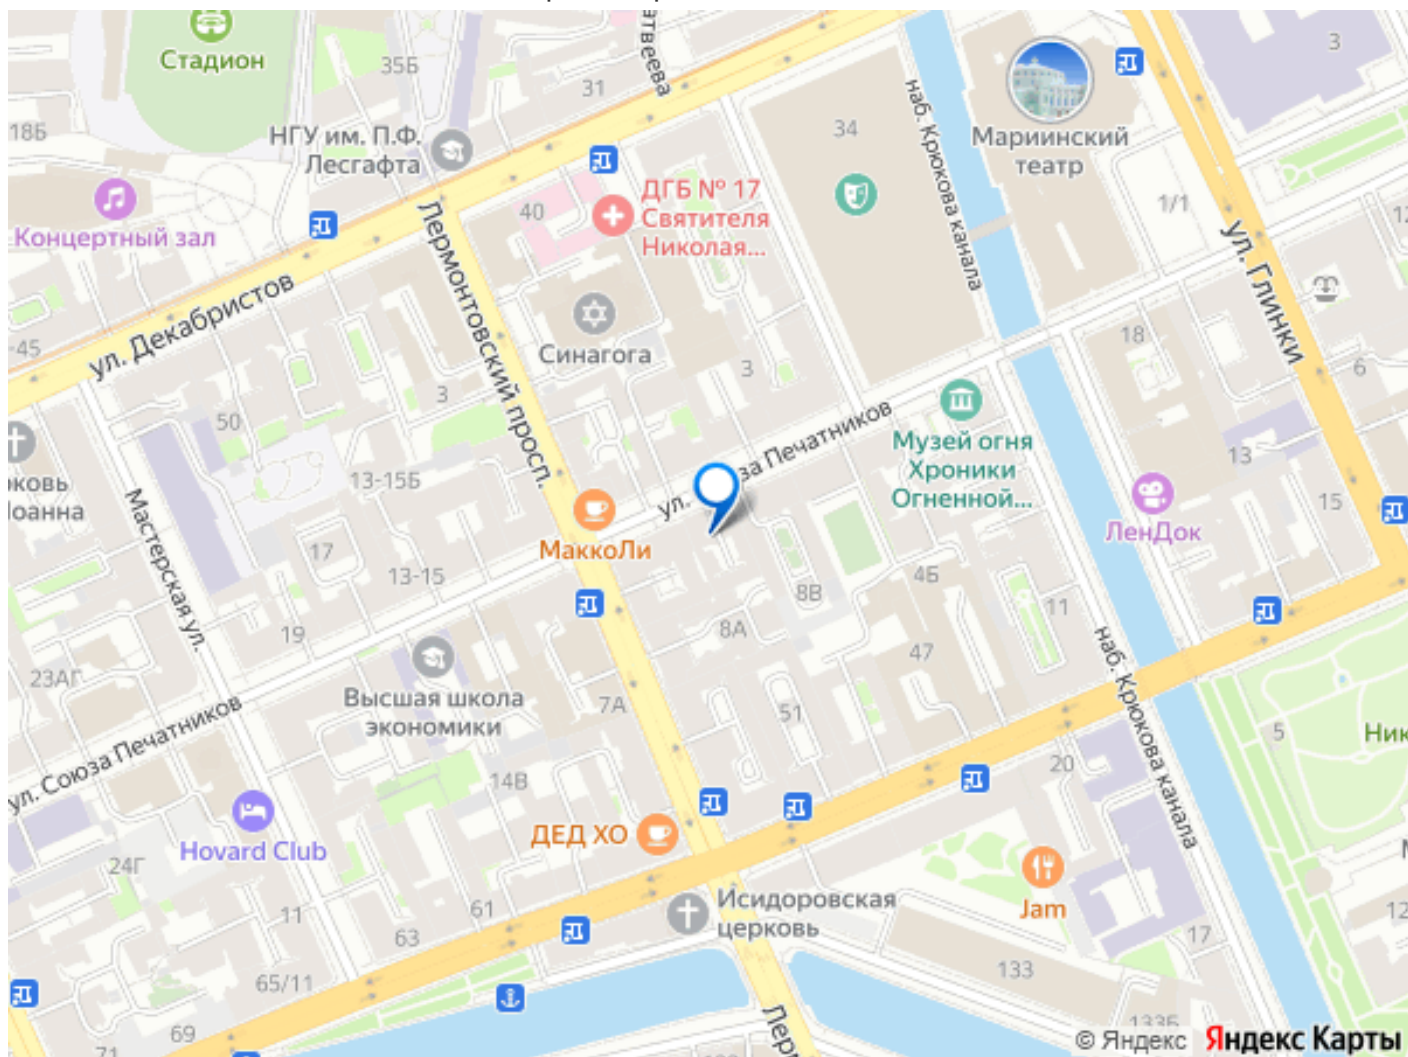 Стадион
35Б
31
3
атвеева
18Б
НГУ им. П.Ф.
Лесгафта
34
наб. Крюкова канала
Мариинский
театр
ДГБ № 17
Святителя
Николая...
40
1/1
Концертный зал
Лермонтовский просп.
ул. Глинки
ул. Декабристов
Синагога
18
-45
3
3
6
50
Музей огня
Хроники
Огненной...
13
13-15Б
ул.
за Печатников
15
Мастерская ул.
МаккоЛи
ЛенДок
17
13-15
8В
4Б
11
19
8А
47
Высшая школа
экономики
23АГ
7А
51
наб. Крюкова канала
5
Ник
ул. Союза Печатников
14В
20
ДЕД ХО
Hovard Club
24Г
Jam
Исидоровская
церковь
11
61
63
12
17
65/11
133
69
133Б
71
© Яндекс Яндекс Карты